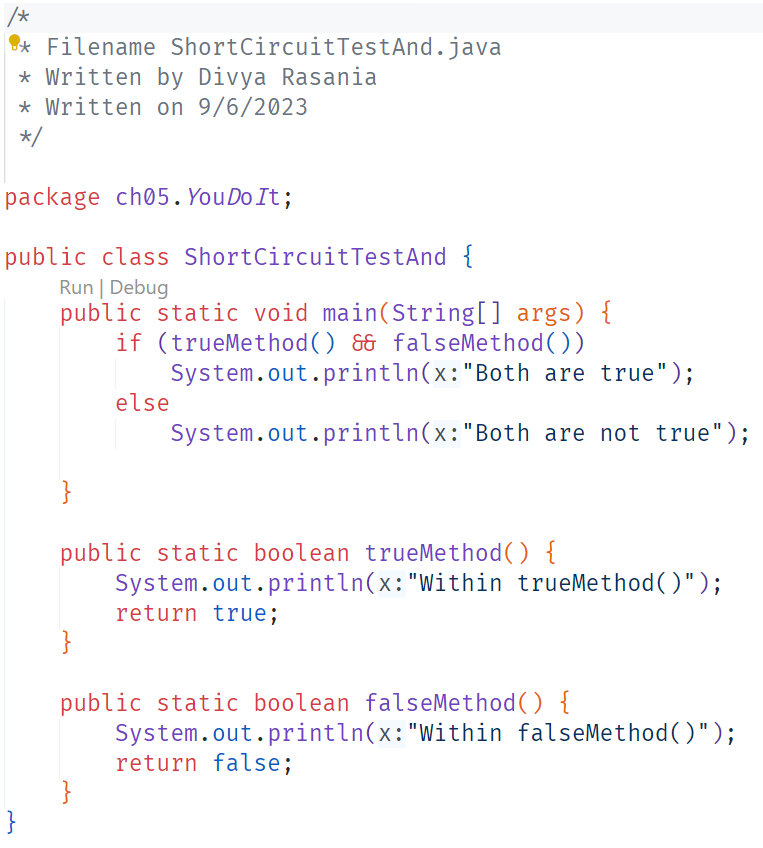 /*
* Filename ShortCircuitTestAnd.java
* Written by Divya Rasania
* Written on 9/6/2023
*/
package ch05.YouDoIt;
public class ShortCircuitTestAnd {
Run | Debug
public static void main(String[] args) {
if (trueMethod() && falseMethod())
System.out.println(x:"Both are true");
else
System.out.println(x:"Both are not true");
}
public static boolean trueMethod() {
System.out.println(x:"Within trueMethod()");
return true;
}
public static boolean falseMethod() {
System.out.println(x:"Within falseMethod()");
return false;
}
}